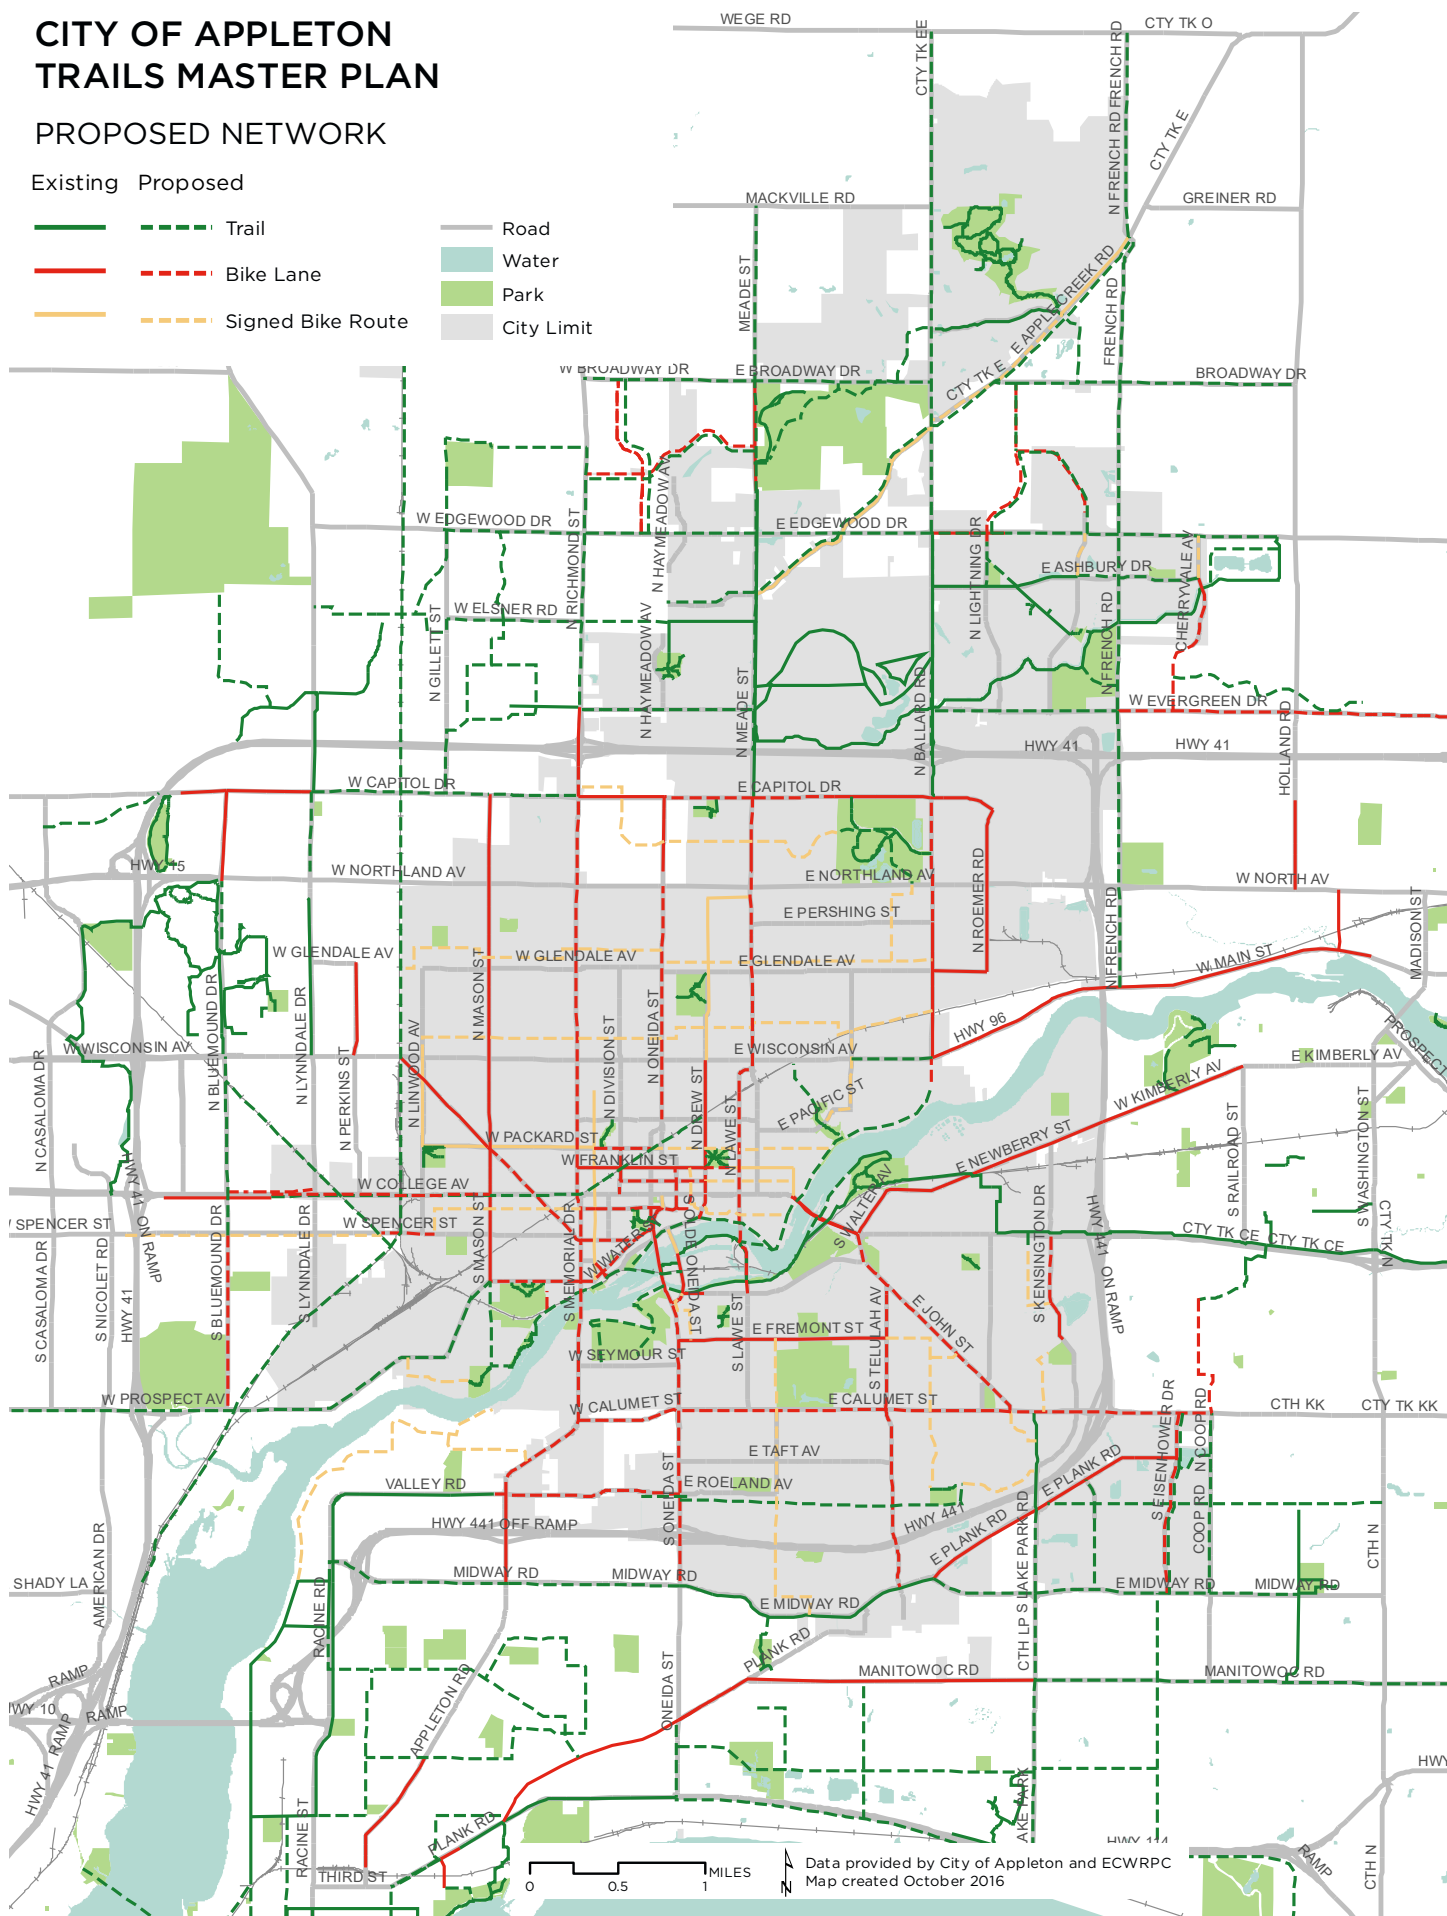 CITY OF APPLETON
TRAILS MASTER PLAN
PROPOSED NETWORK
Existing Proposed
Trail
Bike Lane
Signed Bike Route
Road
Water
Park
City Limit
WEGE RD
CTY TK EE
N FRENCH RD FRENCH RD
CTY TK O
CTY TK E
MACKVILLE RD
GREINER RD
MEADE ST
E APPLE CREEK RD
FRENCH RD
W BROADWAY DR
E BROADWAY DR
CTY TK E
BROADWAY DR
W EDGEWOOD DR
E EDGEWOOD DR
N RICHMOND ST
N HAYMEADOW AV
N LIGHTNING DR
E ASHBURY DR
CHERRYVALE AV
W ELSNER RD
N GILLETT ST
N HAYMEADOW AV
N MEADE ST
N BALLARD RD
N FRENCH RD
W EVERGREEN DR
HOLLAND RD
HWY 41
HWY 41
W CAPITOL DR
E CAPITOL DR
HWY 15
W NORTHLAND AV
E NORTHLAND AV
W NORTH AV
E PERSHING ST
N ROEMER RD
N FRENCH RD
MADISON ST
W GLENDALE AV
W GLENDALE AV
E GLENDALE AV
W MAIN ST
N BLUEMOUND DR
N LYNNDALE DR
N MASON ST
N LINWOOD AV
N DIVISION ST
N ONEIDA ST
HWY 96
PROSPECT
W WISCONSIN AV
E WISCONSIN AV
E KIMBERLY AV
N CASALOMA DR
N PERKINS ST
N DREW ST
N LAWE ST
E PACIFIC ST
W KIMBERLY AV
W PACKARD ST
W FRANKLIN ST
E NEWBERRY ST
S RAILROAD ST
S WASHINGTON ST
HWY 41 ON RAMP
W COLLEGE AV
W SPENCER ST
W SPENCER ST
S CASALOMA DR
S NICOLET RD
HWY 41
S BLUEMOUND DR
S LYNNDALE DR
S MASON ST
S MEMORIAL DR
W WATER ST
S OLDE ONEIDA ST
S WALTER AV
S KENSINGTON DR
HWY 441 ON RAMP
CTY TK CE
CTY TK CE
CTY TK N
S LAWE ST
E FREMONT ST
S TELULAH AV
E JOHN ST
W SEYMOUR ST
W PROSPECT AV
W CALUMET ST
E CALUMET ST
CTH KK
CTY TK KK
S EISENHOWER DR
N COOP RD
E TAFT AV
VALLEY RD
S ONEIDA ST
E ROELAND AV
E PLANK RD
HWY 441 OFF RAMP
HWY 441
E PLANK RD
COOP RD
CTH N
AMERICAN DR
SHADY LA
MIDWAY RD
MIDWAY RD
E MIDWAY RD
E MIDWAY RD
MIDWAY RD
RACINE RD
CTH LP S LAKE PARK RD
PLANK RD
MANITOWOC RD
MANITOWOC RD
RAMP
RAMP
RAMP
HWY 41
APPLETON RD
ONEIDA ST
RACINE ST
PLANK RD
THIRD ST
RAMP
CTH N
MILES
0 0.5 1
N
Data provided by City of Appleton and ECWRPC
Map created October 2016